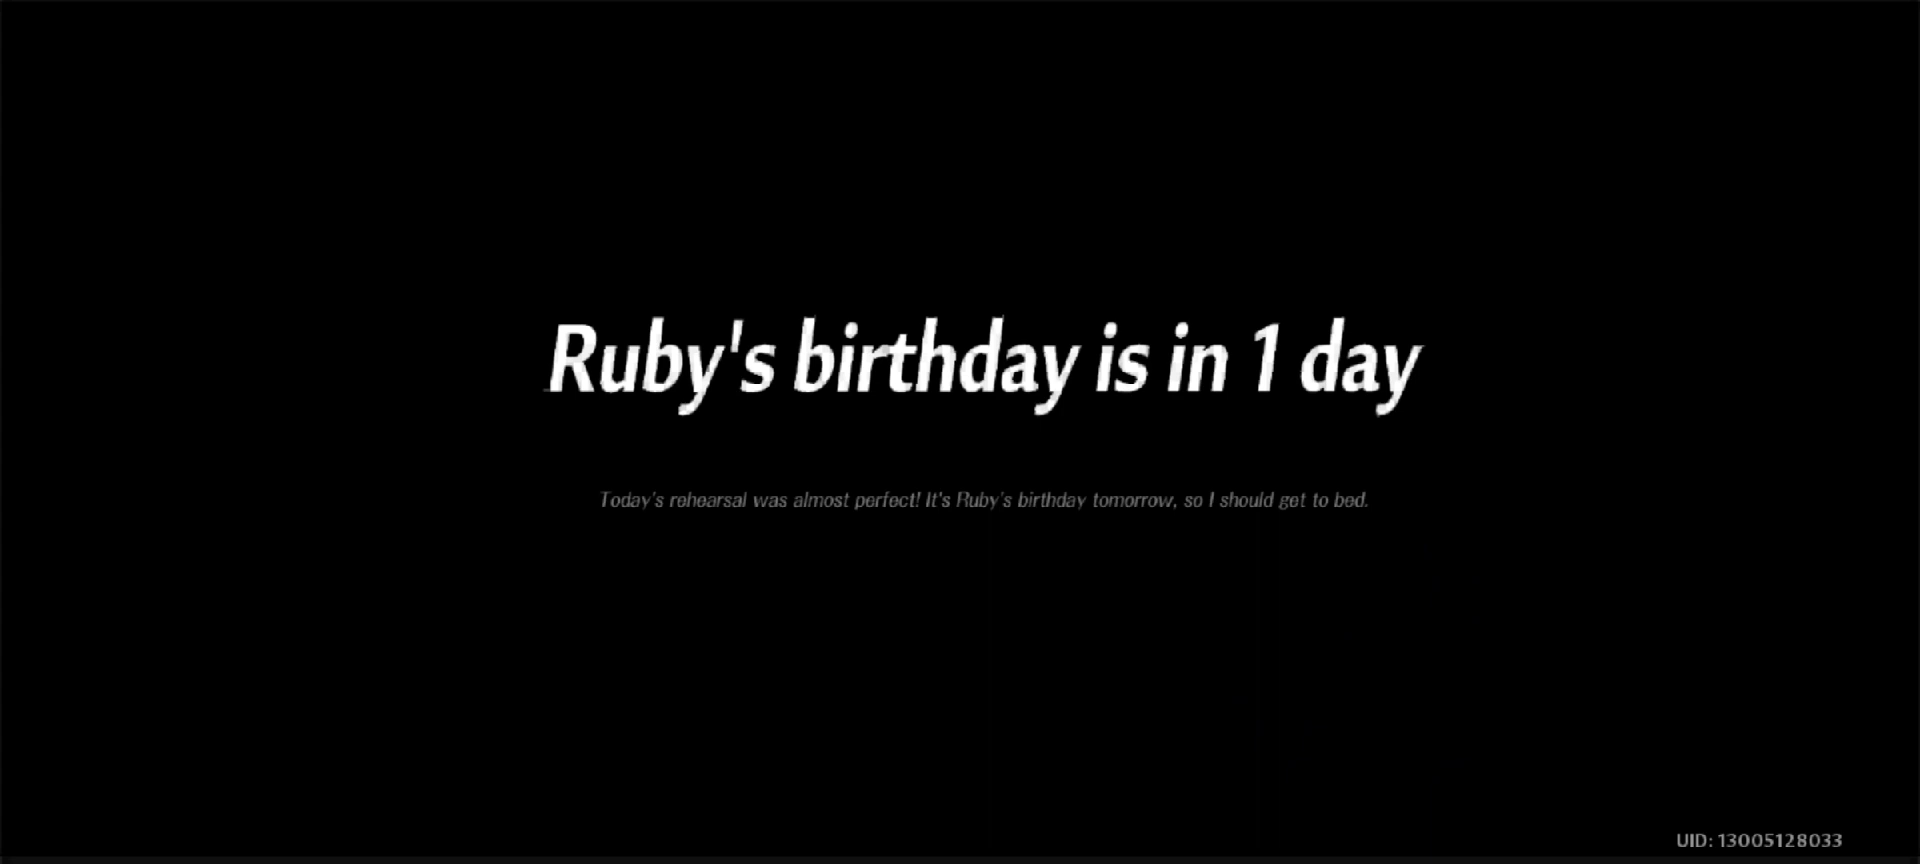 Ruby's birthday is in 1 day
Today's rehearsal was almost perfect! It's Ruby's birthday tomorrow, so I should get to bed.
UID: 13005128033